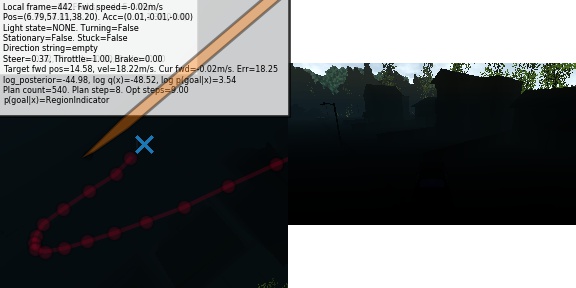 Local frame=442. Fwd speed=-0.02m/s
Pos=(6.79,57.11,38.20). Acc=(0.01,-0.01,-0.00)
Light state=NONE. Turning=False
Stationary=False. Stuck=False
Direction string=empty
Steer=0.37, Throttle=1.00, Brake=0.00
Target fwd pos=14.58, vel=18.22m/s. Cur fwd=-0.02m/s. Err=18.25
log_posterior=-44.98, log q(x)=-48.52, log p(goal|x)=3.54
Plan count=540. Plan step=8. Opt steps=9.00
p(goal|x)=RegionIndicator